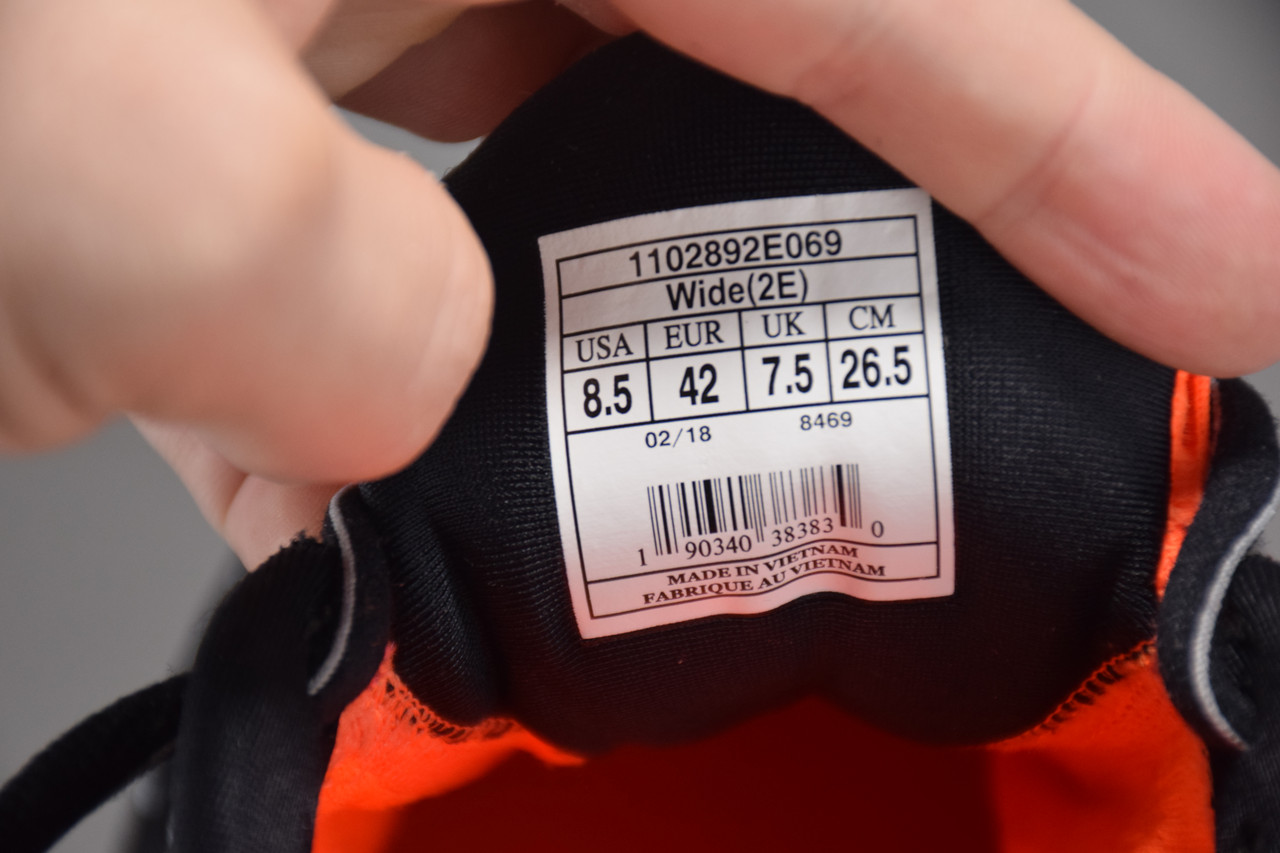 1102892E069
Wide(2E)
USA EUR UK CM
8.5 42 7.5 26.5
02/18 8469
1 90340 38383 0
MADE IN VIETNAM
FABRIQUE AU VIETNAM